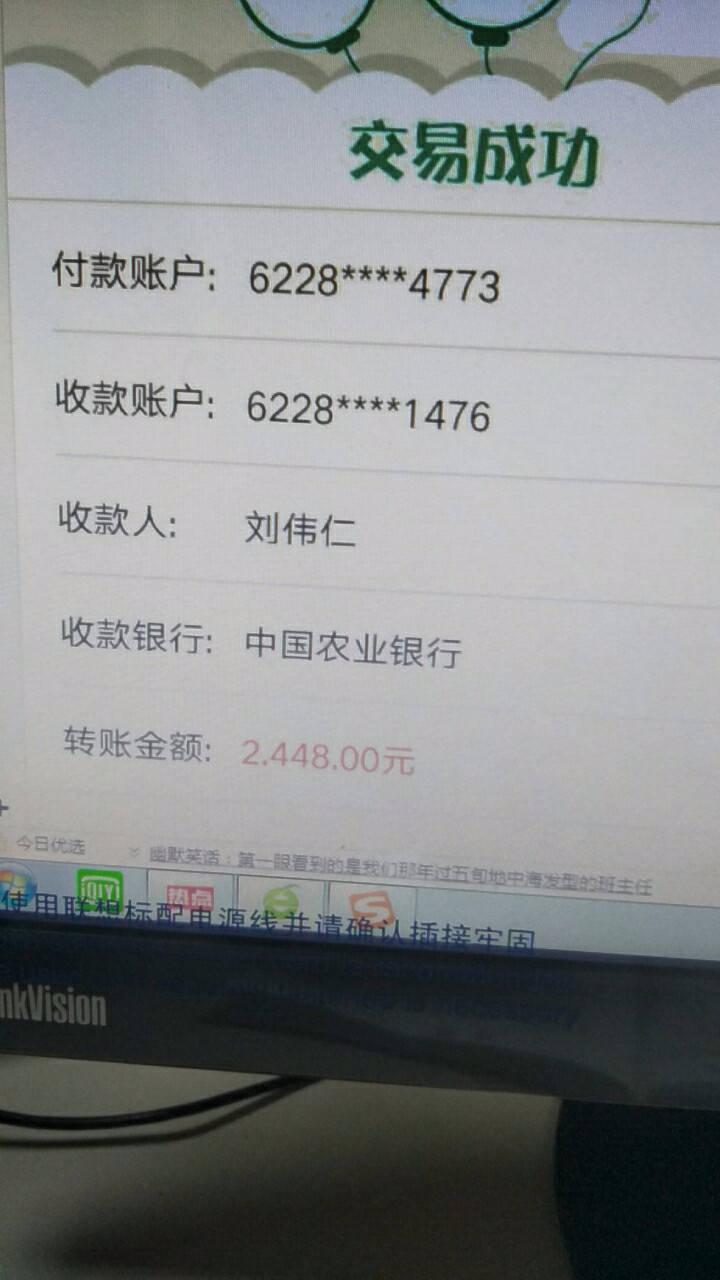 交易成功
付款账户: 6228****4773
收款账户: 6228****1476
收款人: 刘伟仁
收款银行: 中国农业银行
转账金额: 2.448.00元
今日优选 幽默笑话：第一眼看到的是我们那年过五旬地中海发型的班主任
iQIYI 热点
使用联想标配电源线并请确认插接牢固
nkVision